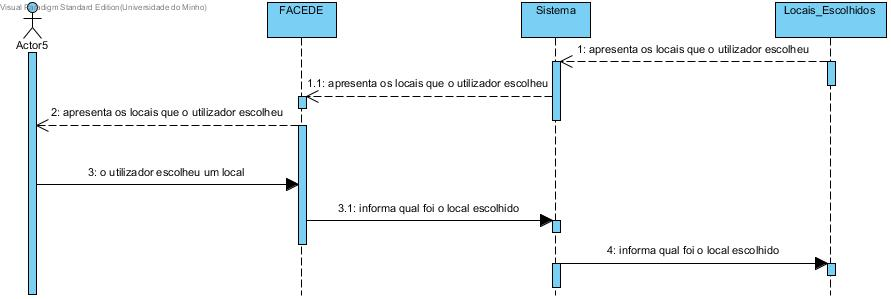 Visual Paradigm Standard Edition(Universidade do Minho)
FACEDE
Sistema
Locais_Escolhidos
Actor5
1: apresenta os locais que o utilizador escolheu
1.1: apresenta os locais que o utilizador escolheu
2: apresenta os locais que o utilizador escolheu
3: o utilizador escolheu um local
3.1: informa qual foi o local escolhido
4: informa qual foi o local escolhido